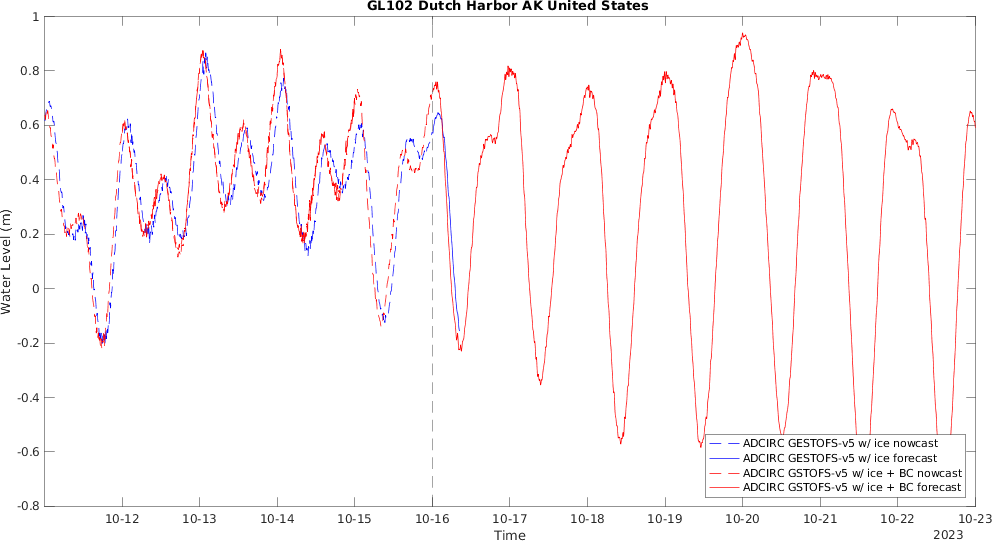 GL102 Dutch Harbor AK United States
Water Level (m)
1
0.8
0.6
0.4
0.2
0
-0.2
-0.4
-0.6
-0.8
ADCIRC GESTOFS-v5 w/ ice nowcast
ADCIRC GESTOFS-v5 w/ ice forecast
ADCIRC GSTOFS-v5 w/ ice + BC nowcast
ADCIRC GSTOFS-v5 w/ ice + BC forecast
10-12 10-13 10-14 10-15 10-16 10-17 10-18 10-19 10-20 10-21 10-22 10-23
Time
2023